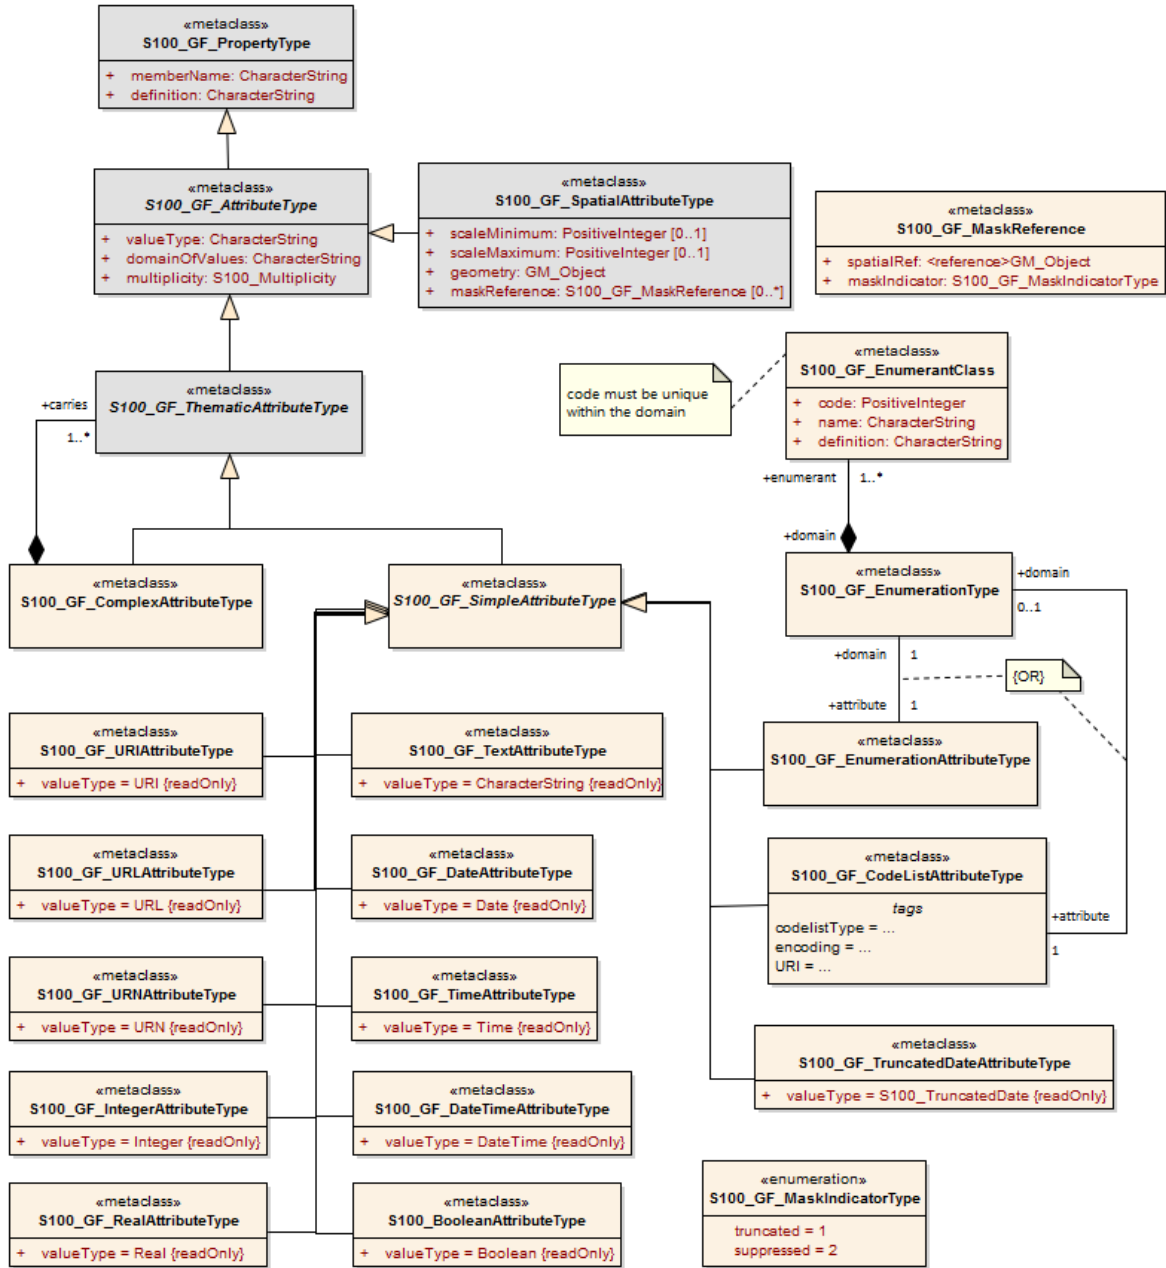 «metaclass»
S100_GF_PropertyType
+ memberName: CharacterString
+ definition: CharacterString
«metaclass»
S100_GF_AttributeType
+ valueType: CharacterString
+ domainOfValues: CharacterString
+ multiplicity: S100_Multiplicity
«metaclass»
S100_GF_SpatialAttributeType
+ scaleMinimum: PositiveInteger [0..1]
+ scaleMaximum: PositiveInteger [0..1]
+ geometry: GM_Object
+ maskReference: S100_GF_MaskReference [0..*]
«metaclass»
S100_GF_MaskReference
+ spatialRef: <reference>GM_Object
+ maskIndicator: S100_GF_MaskIndicatorType
«metaclass»
S100_GF_ThematicAttributeType
+carries
1..*
code must be unique
within the domain
«metaclass»
S100_GF_EnumerantClass
+ code: PositiveInteger
+ name: CharacterString
+ definition: CharacterString
+enumerant
1..*
+domain
«metaclass»
S100_GF_ComplexAttributeType
«metaclass»
S100_GF_SimpleAttributeType
«metaclass»
S100_GF_EnumerationType
+domain
0..1
+domain
1
{OR}
+attribute
1
«metaclass»
S100_GF_URIAttributeType
+ valueType = URI {readOnly}
«metaclass»
S100_GF_TextAttributeType
+ valueType = CharacterString {readOnly}
«metaclass»
S100_GF_EnumerationAttributeType
«metaclass»
S100_GF_URLAttributeType
+ valueType = URL {readOnly}
«metaclass»
S100_GF_DateAttributeType
+ valueType = Date {readOnly}
«metaclass»
S100_GF_CodeListAttributeType
tags
codelistType = ...
encoding = ...
URI = ...
+attribute
1
«metaclass»
S100_GF_URNAttributeType
+ valueType = URN {readOnly}
«metaclass»
S100_GF_TimeAttributeType
+ valueType = Time {readOnly}
«metaclass»
S100_GF_TruncatedDateAttributeType
+ valueType = S100_TruncatedDate {readOnly}
«metaclass»
S100_GF_IntegerAttributeType
+ valueType = Integer {readOnly}
«metaclass»
S100_GF_DateTimeAttributeType
+ valueType = DateTime {readOnly}
«metaclass»
S100_GF_RealAttributeType
+ valueType = Real {readOnly}
«metaclass»
S100_BooleanAttributeType
+ valueType = Boolean {readOnly}
«enumeration»
S100_GF_MaskIndicatorType
truncated = 1
suppressed = 2